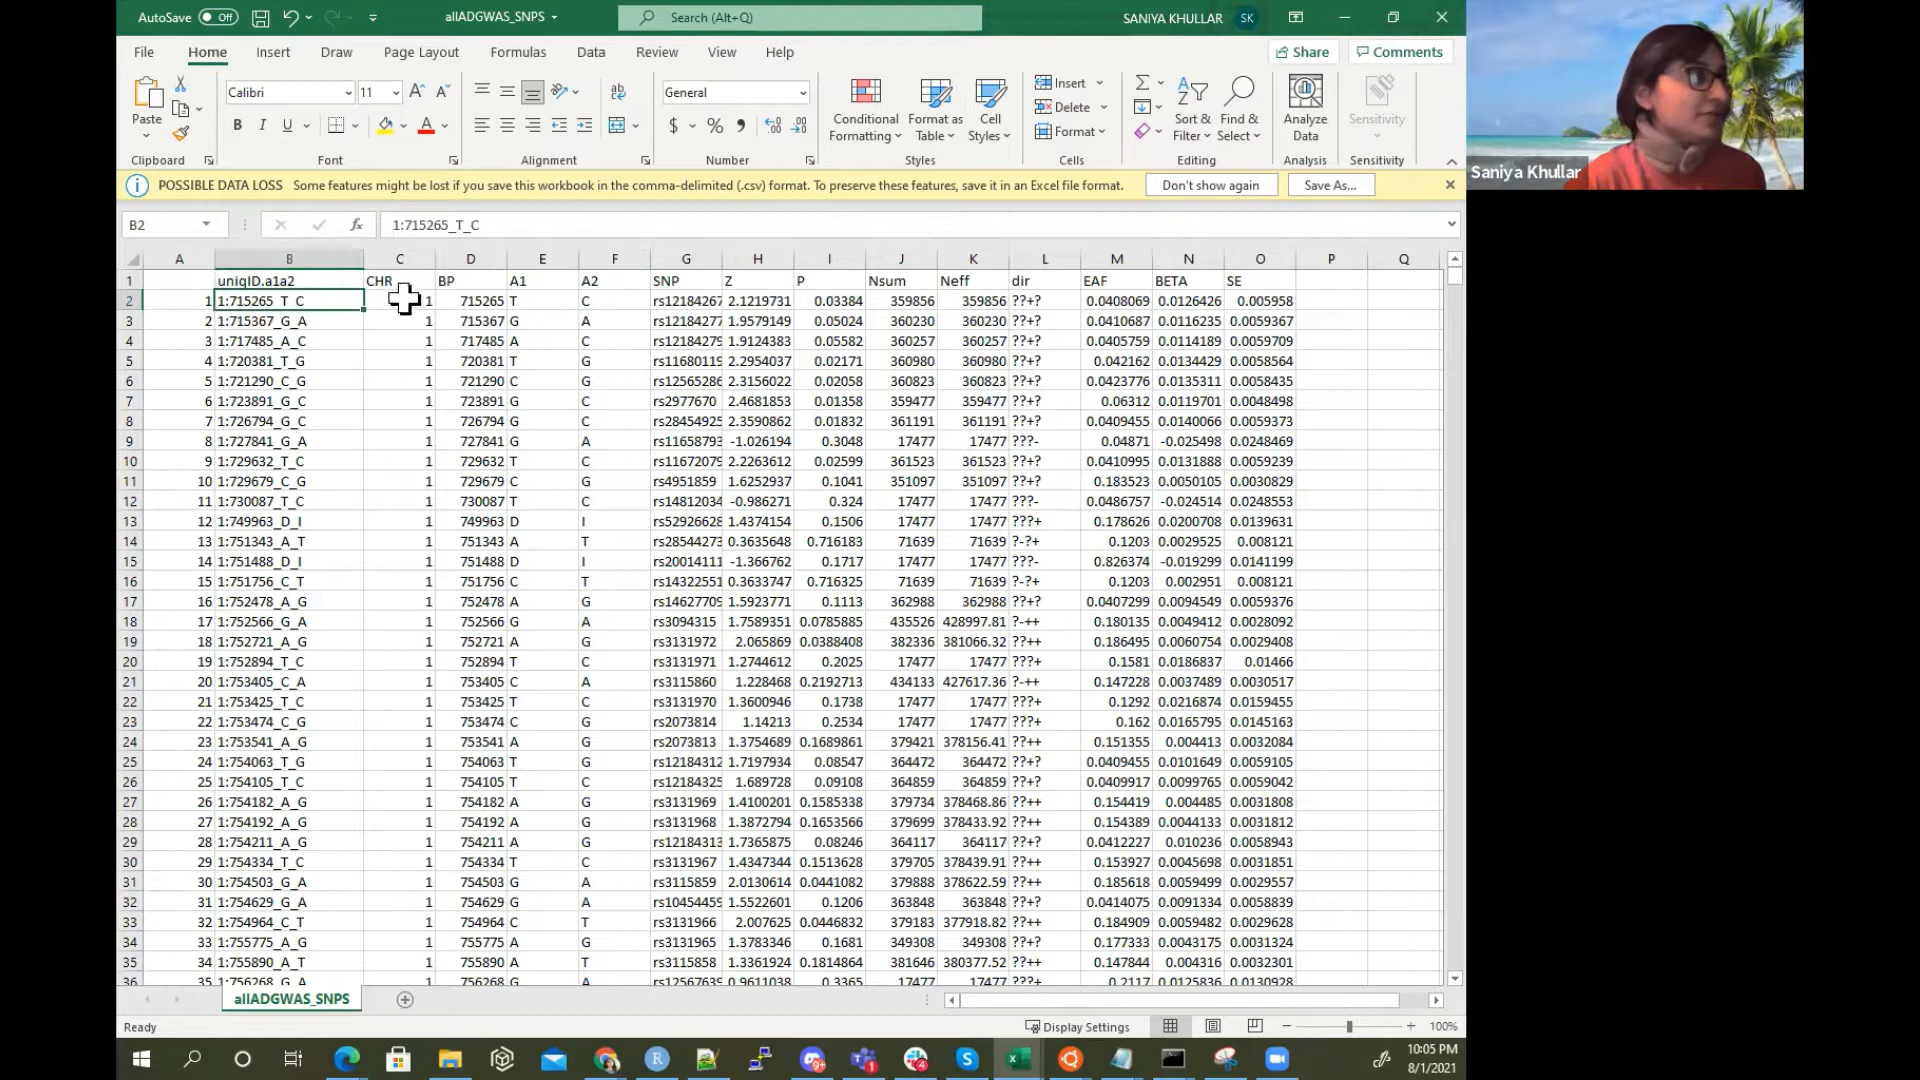 AutoSave Off allADGWAS_SNPS Search (Alt+Q) SANIYA KHULLAR SK
File Home Insert Draw Page Layout Formulas Data Review View Help Share Comments
Paste Calibri 11 B I U General $ % Conditional Formatting Format as Table Cell Styles Insert Delete Format Sort & Filter Find & Select Analyze Data Sensitivity
Clipboard Font Alignment Number Styles Cells Editing Analysis Sensitivity
POSSIBLE DATA LOSS Some features might be lost if you save this workbook in the comma-delimited (.csv) format. To preserve these features, save it in an Excel file format. Don't show again Save As...
Saniya Khullar
B2 fx 1:715265_T_C
A B C D E F G H I J K L M N O P Q
1 uniqID.a1a2 CHR BP A1 A2 SNP Z P Nsum Neff dir EAF BETA SE
2 1 1:715265_T_C 1 715265 T C rs12184267 2.1219731 0.03384 359856 359856 ??+? 0.0408069 0.0126426 0.005958
3 2 1:715367_G_A 1 715367 G A rs12184277 1.9579149 0.05024 360230 360230 ??+? 0.0410687 0.0116235 0.0059367
4 3 1:717485_A_C 1 717485 A C rs12184279 1.9124383 0.05582 360257 360257 ??+? 0.0405759 0.0114189 0.0059709
5 4 1:720381_T_G 1 720381 T G rs11680119 2.2954037 0.02171 360980 360980 ??+? 0.042162 0.0134429 0.0058564
6 5 1:721290_C_G 1 721290 C G rs12565286 2.3156022 0.02058 360823 360823 ??+? 0.0423776 0.0135311 0.0058435
7 6 1:723891_G_C 1 723891 G C rs2977670 2.4681853 0.01358 359477 359477 ??+? 0.06312 0.0119701 0.0048498
8 7 1:726794_G_C 1 726794 G C rs28454925 2.3590862 0.01832 361191 361191 ??+? 0.0409455 0.0140066 0.0059373
9 8 1:727841_G_A 1 727841 G A rs11658793 -1.026194 0.3048 17477 17477 ???- 0.04871 -0.025498 0.0248469
10 9 1:729632_T_C 1 729632 T C rs11672079 2.2263612 0.02599 361523 361523 ??+? 0.0410995 0.0131888 0.0059239
11 10 1:729679_C_G 1 729679 C G rs4951859 1.6252937 0.1041 351097 351097 ??+? 0.183523 0.0050105 0.0030829
12 11 1:730087_T_C 1 730087 T C rs14812034 -0.986271 0.324 17477 17477 ???- 0.0486757 -0.024514 0.0248553
13 12 1:749963_D_I 1 749963 D I rs52926628 1.4374154 0.1506 17477 17477 ???+ 0.178626 0.0200708 0.0139631
14 13 1:751343_A_T 1 751343 A T rs28544273 0.3635648 0.716183 71639 71639 ?-?+ 0.1203 0.0029525 0.008121
15 14 1:751488_D_I 1 751488 D I rs20014111 -1.366762 0.1717 17477 17477 ???- 0.826374 -0.019299 0.0141199
16 15 1:751756_C_T 1 751756 C T rs14322551 0.3633747 0.716325 71639 71639 ?-?+ 0.1203 0.002951 0.008121
17 16 1:752478_A_G 1 752478 A G rs14627709 1.5923771 0.1113 362988 362988 ??+? 0.0407299 0.0094549 0.0059376
18 17 1:752566_G_A 1 752566 G A rs3094315 1.7589351 0.0785885 435526 428997.81 ?-++ 0.180135 0.0049412 0.0028092
19 18 1:752721_A_G 1 752721 A G rs3131972 2.065869 0.0388408 382336 381066.32 ??++ 0.186495 0.0060754 0.0029408
20 19 1:752894_T_C 1 752894 T C rs3131971 1.2744612 0.2025 17477 17477 ???+ 0.1581 0.0186837 0.01466
21 20 1:753405_C_A 1 753405 C A rs3115860 1.228468 0.2192713 434133 427617.36 ?-++ 0.147228 0.0037489 0.0030517
22 21 1:753425_T_C 1 753425 T C rs3131970 1.3600946 0.1738 17477 17477 ???+ 0.1292 0.0216874 0.0159455
23 22 1:753474_C_G 1 753474 C G rs2073814 1.14213 0.2534 17477 17477 ???+ 0.162 0.0165795 0.0145163
24 23 1:753541_A_G 1 753541 A G rs2073813 1.3754689 0.1689861 379421 378156.41 ??++ 0.151355 0.004413 0.0032084
25 24 1:754063_T_G 1 754063 T G rs12184312 1.7197934 0.08547 364472 364472 ??+? 0.0409455 0.0101649 0.0059105
26 25 1:754105_T_C 1 754105 T C rs12184325 1.689728 0.09108 364859 364859 ??+? 0.0409917 0.0099765 0.0059042
27 26 1:754182_A_G 1 754182 A G rs3131969 1.4100201 0.1585338 379734 378468.86 ??++ 0.154419 0.004485 0.0031808
28 27 1:754192_A_G 1 754192 A G rs3131968 1.3872794 0.1653566 379699 378433.92 ??++ 0.154389 0.0044133 0.0031812
29 28 1:754211_A_G 1 754211 A G rs12184313 1.7365875 0.08246 364117 364117 ??+? 0.0412227 0.010236 0.0058943
30 29 1:754334_T_C 1 754334 T C rs3131967 1.4347344 0.1513628 379705 378439.91 ??++ 0.153927 0.0045698 0.0031851
31 30 1:754503_G_A 1 754503 G A rs3115859 2.0130614 0.0441082 379888 378622.59 ??++ 0.185618 0.0059499 0.0029557
32 31 1:754629_G_A 1 754629 G A rs10454459 1.5522601 0.1206 363848 363848 ??+? 0.0414075 0.0091334 0.0058839
33 32 1:754964_C_T 1 754964 C T rs3131966 2.007625 0.0446832 379183 377918.82 ??++ 0.184909 0.0059482 0.0029628
34 33 1:755775_A_G 1 755775 A G rs3131965 1.3783346 0.1681 349308 349308 ??+? 0.177333 0.0043175 0.0031324
35 34 1:755890_A_T 1 755890 A T rs3115858 1.3361924 0.1814864 381646 380377.52 ??++ 0.147844 0.004316 0.0032301
36 35 1:756268_G_A 1 756268 G A rs12567639 0.9611038 0.3365 17477 17477 ???+ 0.2117 0.0125836 0.0130928
allADGWAS_SNPS
Ready Display Settings 100%
10:05 PM
8/1/2021